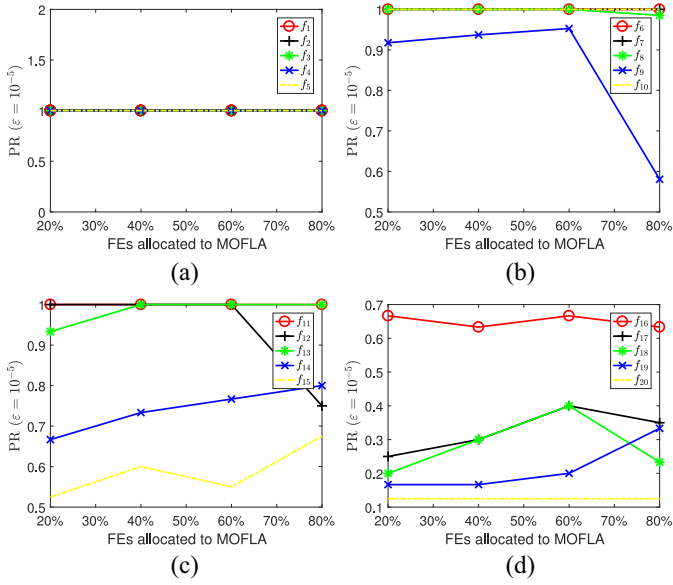 2
1.5
1
0.5
0
PR (ε = 10⁻⁵)
20% 30% 40% 50% 60% 70% 80%
FEs allocated to MOFLA
f₁
f₂
f₃
f₄
f₅
(a)
1
0.9
0.8
0.7
0.6
0.5
PR (ε = 10⁻⁵)
20% 30% 40% 50% 60% 70% 80%
FEs allocated to MOFLA
f₆
f₇
f₈
f₉
f₁₀
(b)
1
0.9
0.8
0.7
0.6
0.5
PR (ε = 10⁻⁵)
20% 30% 40% 50% 60% 70% 80%
FEs allocated to MOFLA
f₁₁
f₁₂
f₁₃
f₁₄
f₁₅
(c)
0.7
0.6
0.5
0.4
0.3
0.2
0.1
PR (ε = 10⁻⁵)
20% 30% 40% 50% 60% 70% 80%
FEs allocated to MOFLA
f₁₆
f₁₇
f₁₈
f₁₉
f₂₀
(d)